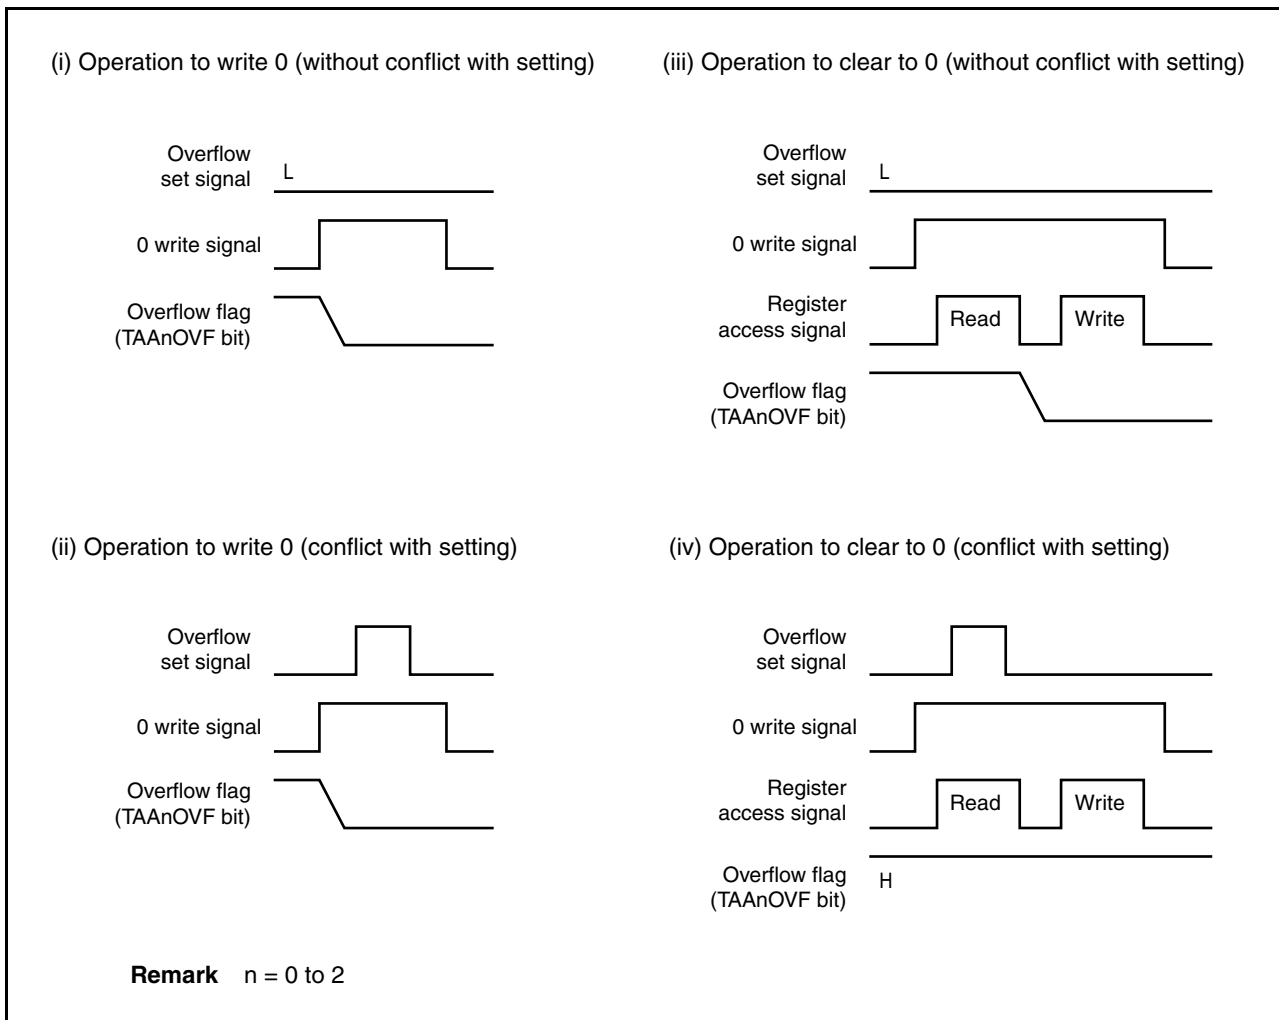 (i) Operation to write 0 (without conflict with setting)
Overflow
set signal
L
0 write signal
Overflow flag
(TAAnOVF bit)
(iii) Operation to clear to 0 (without conflict with setting)
Overflow
set signal
L
0 write signal
Register
access signal
Read
Write
Overflow flag
(TAAnOVF bit)
(ii) Operation to write 0 (conflict with setting)
Overflow
set signal
0 write signal
Overflow flag
(TAAnOVF bit)
(iv) Operation to clear to 0 (conflict with setting)
Overflow
set signal
0 write signal
Register
access signal
Read
Write
Overflow flag
(TAAnOVF bit)
H
Remark n = 0 to 2